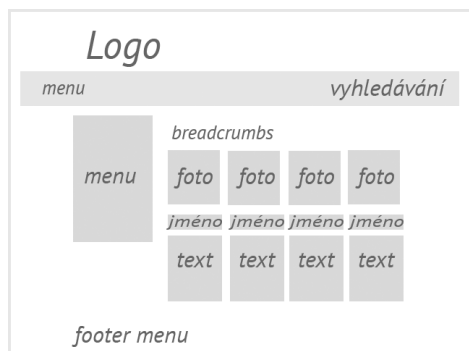 Logo
menu vyhledávání
breadcrumbs
menu foto foto foto foto
jméno jméno jméno jméno
text text text text
footer menu